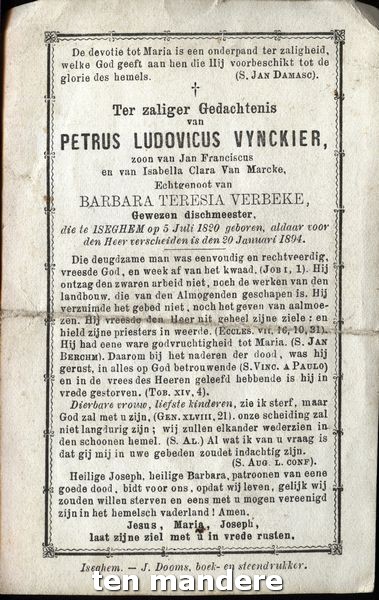 De devotie tot Maria is een onderpand ter zaligheid,
welke God geeft aan hen die Hij voorbeschikt tot de
glorie des hemels. (S. JAN DAMASC).
†
Ter zaliger Gedachtenis
van
PETRUS LUDOVICUS VYNCKIER,
zoon van Jan Franciscus
en van Isabella Clara Van Marcke,
Echtgenoot van
BARBARA TERESIA VERBEKE,
Gewezen dischmeester,
die te ISEGHEM op 5 Juli 1820 geboren, aldaar voor
den Heer verscheiden is den 20 Januari 1894.
Die deugdzame man was eenvoudig en rechtveerdig,
vreesde God, en week af van het kwaad. (JOB I, 1). Hij
ontzag den zwaren arbeid niet, noch de werken van den
landbouw, die van den Almogenden geschapen is. Hij
verzuimde het gebed niet, noch het geven van aalmoe-
zen. Hij vreesde den Heer uit geheel zijne ziele : en
hield zijne priesters in weerde. (ECCLES. VII, 16, 10, 31).
Hij had eene ware godvruchtigheid tot Maria. (S. JAN
BERCHM). Daarom bij het naderen der dood, was hij
gerust, in alles op God betrouwende (S. VINC. A PAULO)
en in de vrees des Heeren geleefd hebbende is hij in
vrede gestorven. (TOB. XIV, 4).
Dierbare vrouw, liefste kinderen, zie ik sterf, maar
God zal met u zijn, (GEN. XLVIII, 21). onze scheiding zal
niet langdurig zijn ; wij zullen elkander wederzien in
den schoonen hemel. (S. AL.) Al wat ik van u vraag is
dat gij mij in uwe gebeden zoudet indachtig zijn.
(S. AUG. L. CONF).
Heilige Joseph, heilige Barbara, patroonen van eene
goede dood, bidt voor ons, opdat wij leven, gelijk wij
zouden willen sterven en eens met u mogen vereenigd
zijn in het hemelsch vaderland ! Amen.
Jesus, Maria, Joseph,
laat zijne ziel met u in vrede rusten.
Iseghem. — J. Dooms, boek- en steendrukker.
ten mandere